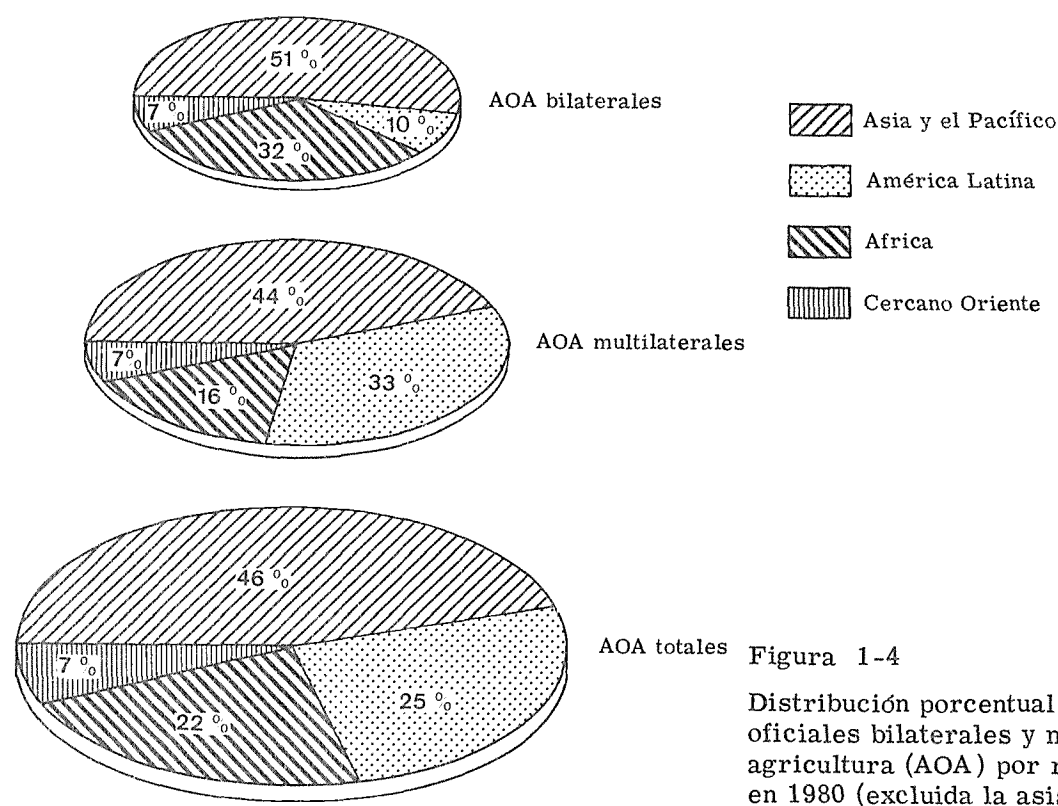 51 %
7 %
10 %
32 %
AOA bilaterales
Asia y el Pacífico
América Latina
Africa
Cercano Oriente
44 %
7%
16 %
33 %
AOA multilaterales
46 %
7 %
22 %
25 %
AOA totales
Figura 1-4
Distribución porcentual
oficiales bilaterales y
agricultura (AOA) por
en 1980 (excluida la